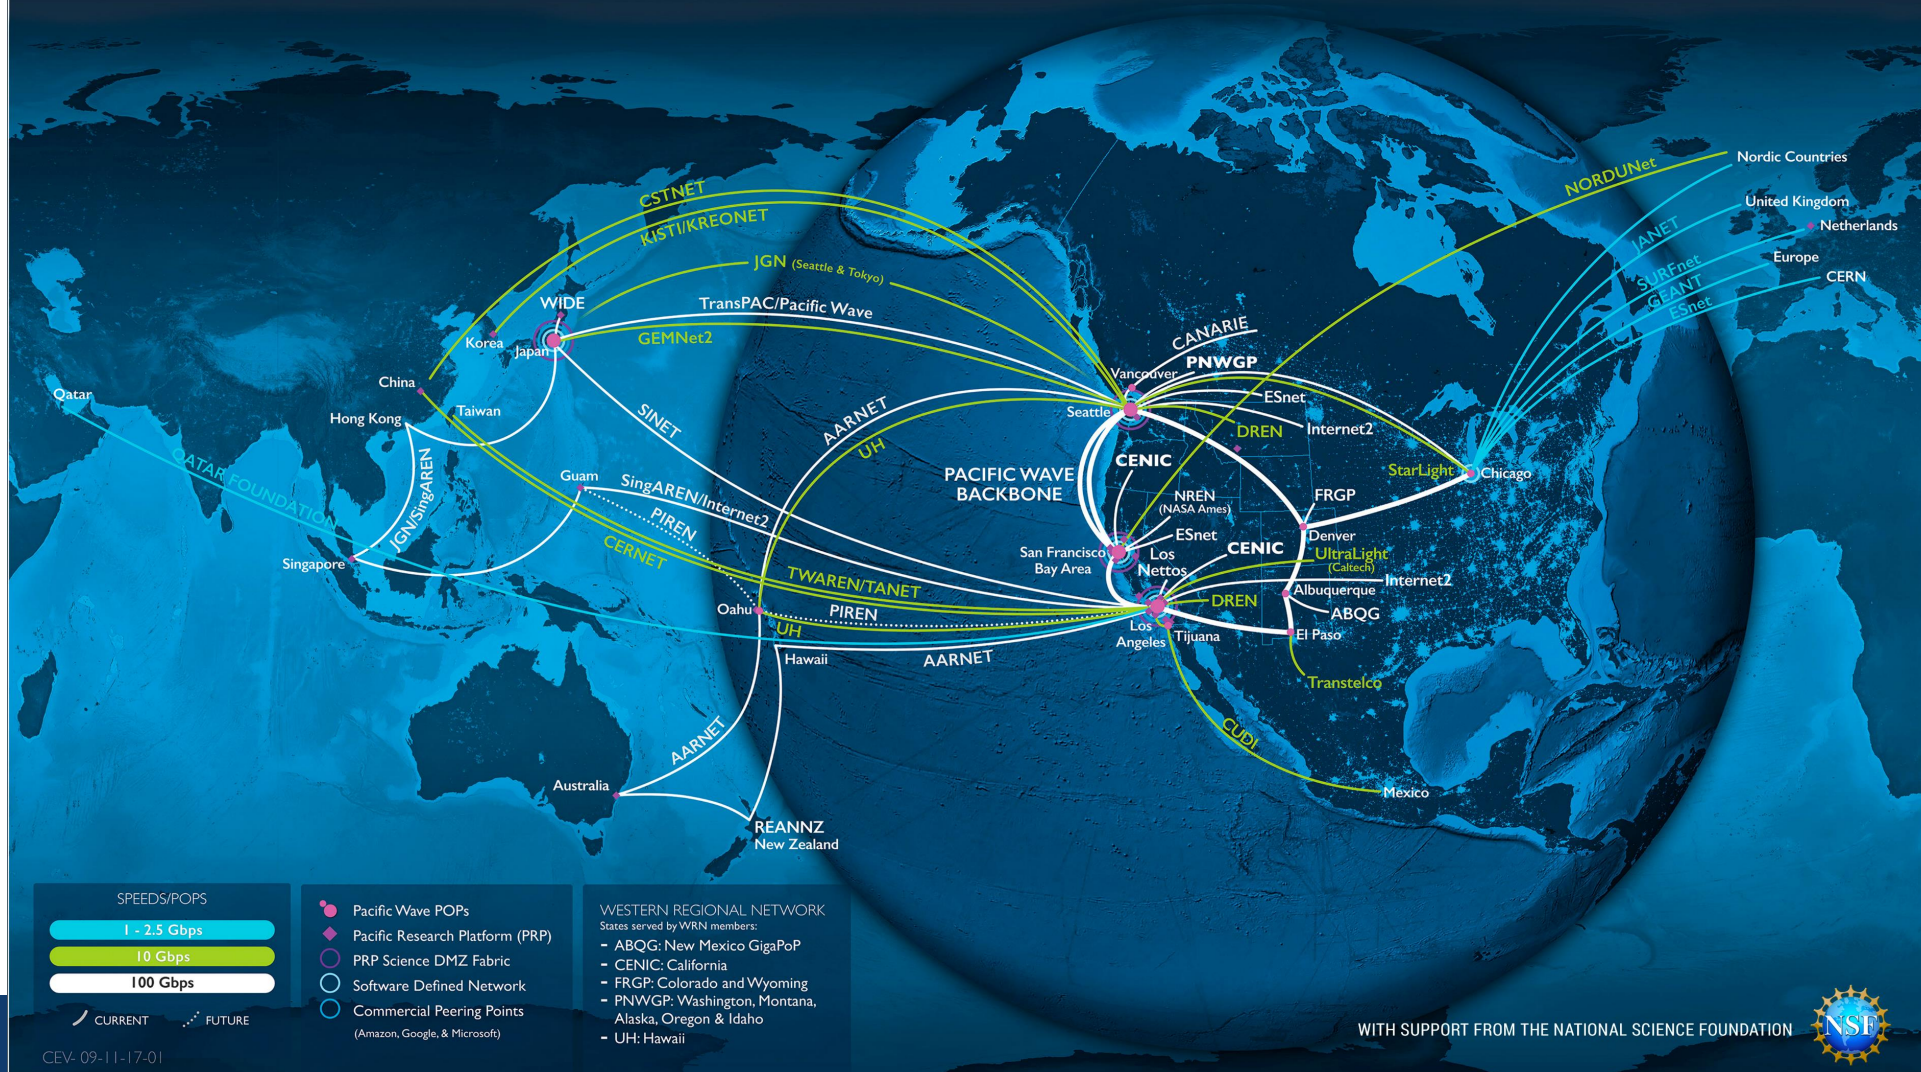 CSTNET
KISTI/KREONET
JGN (Seattle & Tokyo)
WIDE
TransPAC/Pacific Wave
GEMNet2
Korea
Japan
China
Qatar
Hong Kong
Taiwan
QATAR FOUNDATION
JGN/SingAREN
Singapore
Guam
SINET
SingAREN/Internet2
PIREN
CERNET
TWAREN/TANET
Oahu
PIREN
UH
Hawaii
AARNET
AARNET
UH
AARNET
Australia
REANNZ
New Zealand
NORDUNet
Nordic Countries
United Kingdom
JANET
Netherlands
SURFnet
Europe
GEANT
CERN
ESnet
CANARIE
PNWGP
Vancouver
Seattle
ESnet
Internet2
DREN
StarLight
Chicago
PACIFIC WAVE
BACKBONE
CENIC
NREN
(NASA Ames)
ESnet
San Francisco
Bay Area
Los
Nettos
CENIC
FRGP
Denver
UltraLight
(Caltech)
Internet2
Albuquerque
ABQG
DREN
Los
Angeles
Tijuana
El Paso
Transtelco
CUDI
Mexico
SPEEDS/POPS
1 - 2.5 Gbps
10 Gbps
100 Gbps
CURRENT
FUTURE
CEV- 09-11-17-01
Pacific Wave POPs
Pacific Research Platform (PRP)
PRP Science DMZ Fabric
Software Defined Network
Commercial Peering Points
(Amazon, Google, & Microsoft)
WESTERN REGIONAL NETWORK
States served by WRN members:
- ABQG: New Mexico GigaPoP
- CENIC: California
- FRGP: Colorado and Wyoming
- PNWGP: Washington, Montana,
Alaska, Oregon & Idaho
- UH: Hawaii
WITH SUPPORT FROM THE NATIONAL SCIENCE FOUNDATION
NSF